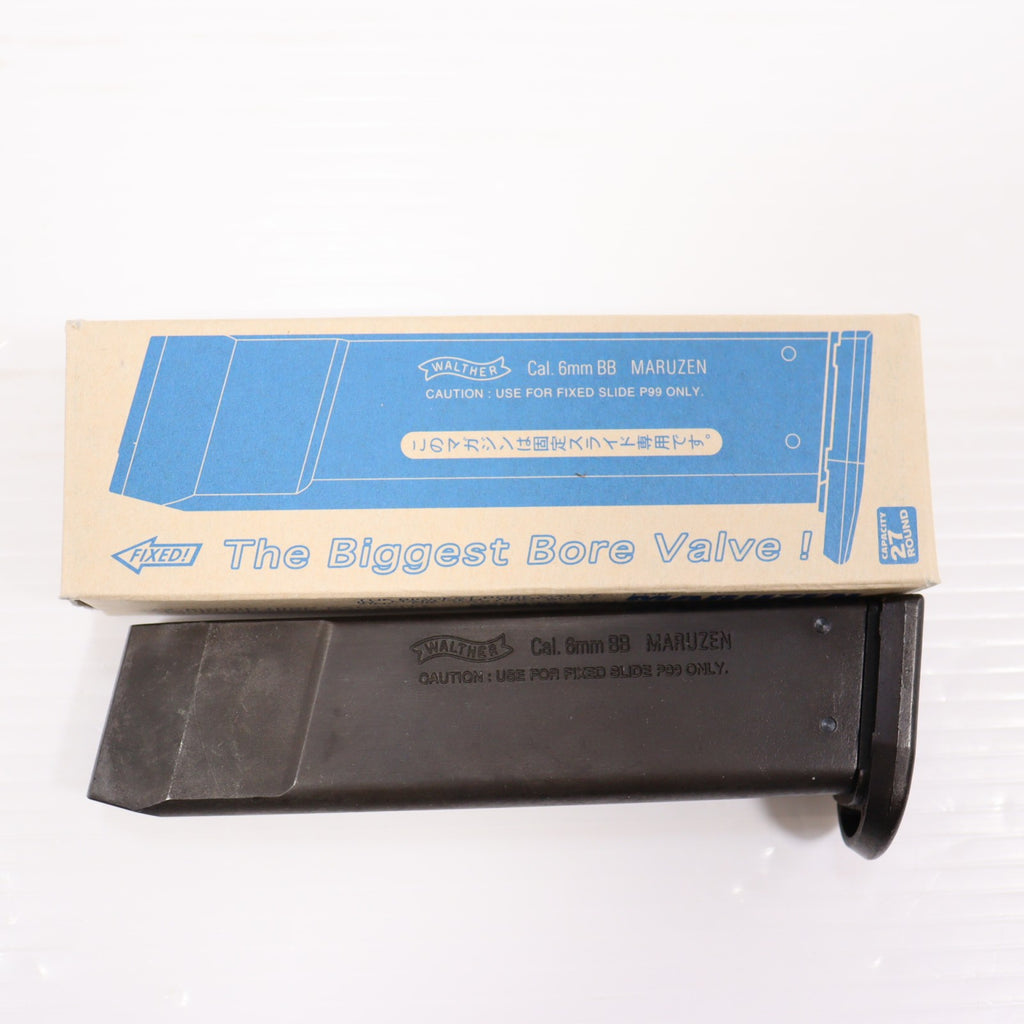 WALTHER Cal. 6mm BB MARUZEN
CAUTION : USE FOR FIXED SLIDE P99 ONLY.
このマガジンは固定スライド専用です。
FIXED! The Biggest Bore Valve !
CAPACITY
27
ROUND
WALTHER Cal. 6mm BB MARUZEN
CAUTION : USE FOR FIXED SLIDE P99 ONLY.